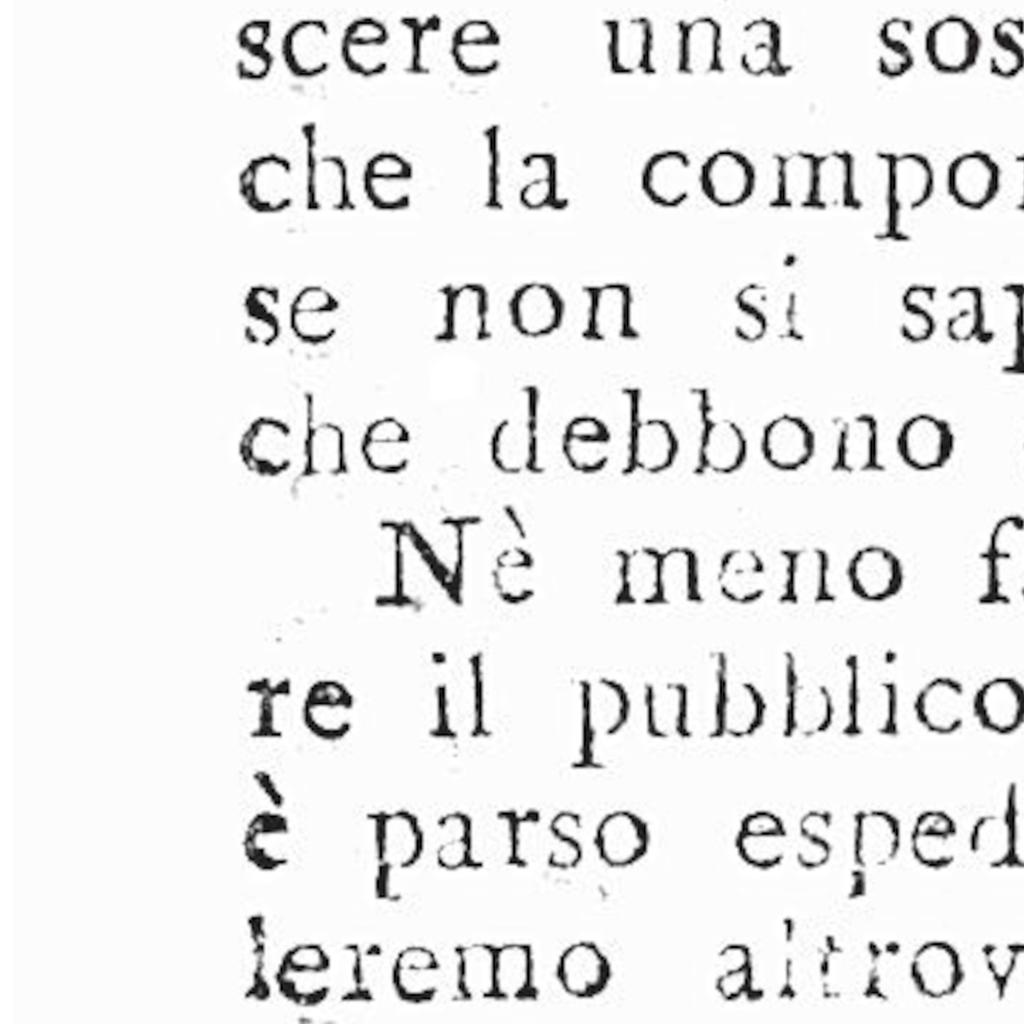 scere una sos
che la compon
se non si sap
che debbono
Nè meno f
re il pubblico
è parso esped
leremo altrov